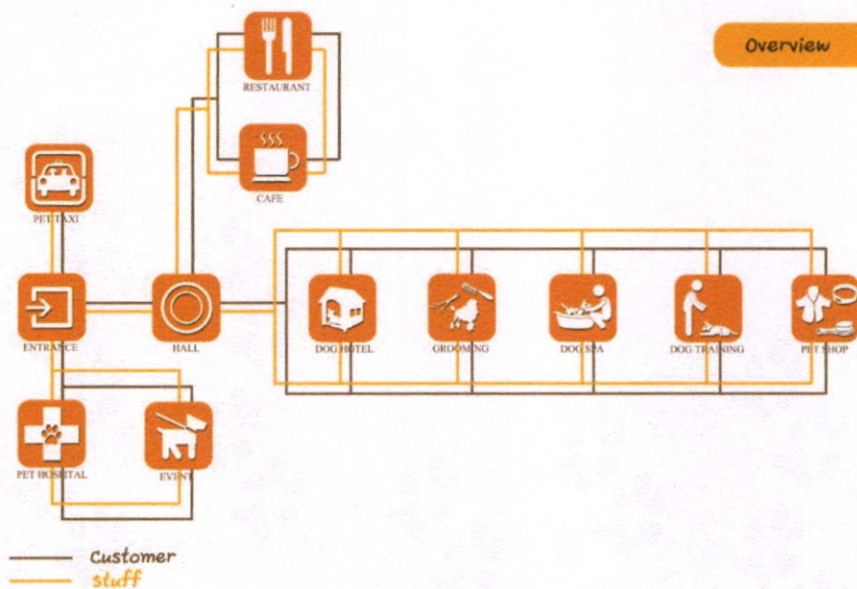 Overview
RESTAURANT
CAFE
PET TAXI
ENTRANCE
HALL
DOG HOTEL
GROOMING
DOG SPA
DOG TRAINING
PET SHOP
PET HOSPITAL
EVENT
Customer
stuff